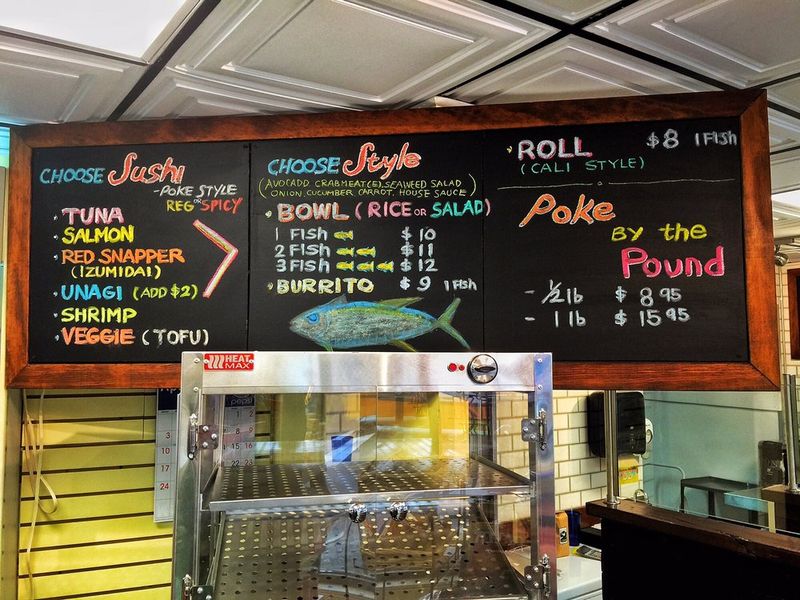 CHOOSE Sushi
-POKE STYLE
REG OR SPICY
· TUNA
· SALMON
· RED SNAPPER
(IZUMIDAI)
· UNAGI (ADD $2)
· SHRIMP
· VEGGIE (TOFU)
CHOOSE Style
(AVOCADO, CRABMEAT(E), SEAWEED SALAD
ONION, CUCUMBER CARROT, HOUSE SAUCE)
· BOWL (RICE OR SALAD)
1 FISH $10
2 FISH $11
3 FISH $12
· BURRITO $9 1 FISH
· ROLL $8 1 FISH
(CALI STYLE)
Poke
BY the
Pound
- ½ lb $ 8.95
- 1 lb $ 15.95
HEAT
MAX
pepsi
3
10
17
24